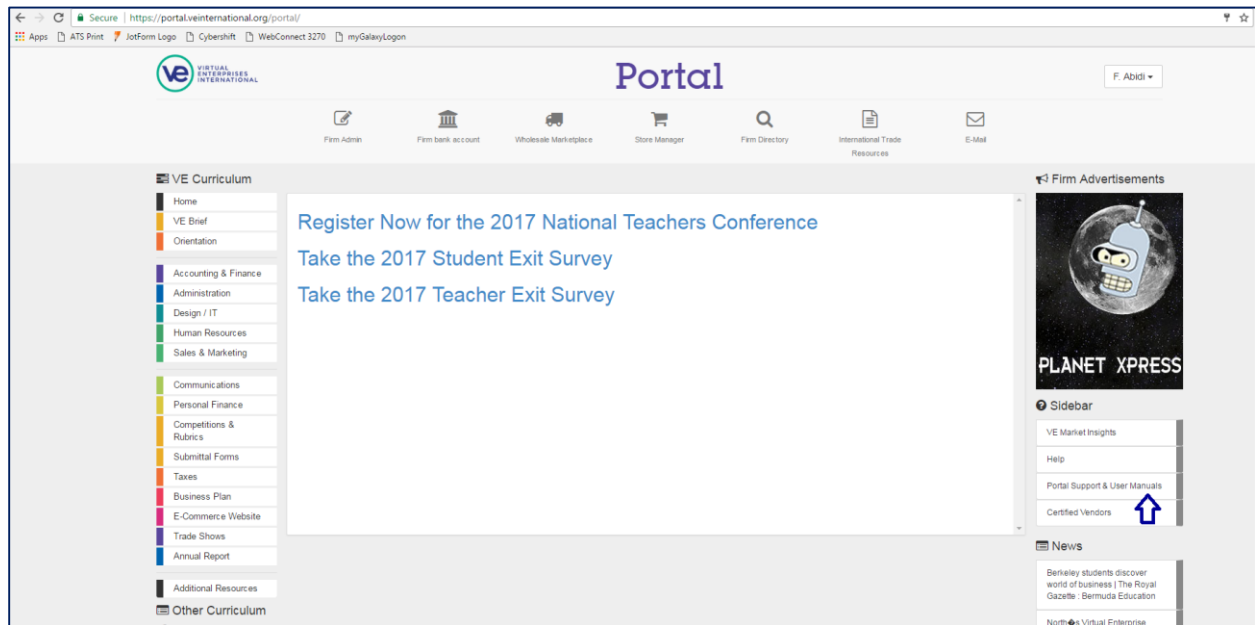 Secure | https://portal.veinternational.org/portal/
Apps ATS Print JotForm Logo Cybershift WebConnect 3270 myGalaxyLogon
ve VIRTUAL
ENTERPRISES
INTERNATIONAL
Portal
F. Abidi
Firm Admin Firm bank account Wholesale Marketplace Store Manager Firm Directory International Trade E-Mail
Resources
VE Curriculum
Home
VE Brief
Orientation
Accounting & Finance
Administration
Design / IT
Human Resources
Sales & Marketing
Communications
Personal Finance
Competitions &
Rubrics
Submittal Forms
Taxes
Business Plan
E-Commerce Website
Trade Shows
Annual Report
Additional Resources
Other Curriculum
Register Now for the 2017 National Teachers Conference
Take the 2017 Student Exit Survey
Take the 2017 Teacher Exit Survey
Firm Advertisements
PLANET XPRESS
Sidebar
VE Market Insights
Help
Portal Support & User Manuals
Certified Vendors
News
Berkeley students discover
world of business | The Royal
Gazette : Bermuda Education
North�s Virtual Enterprise